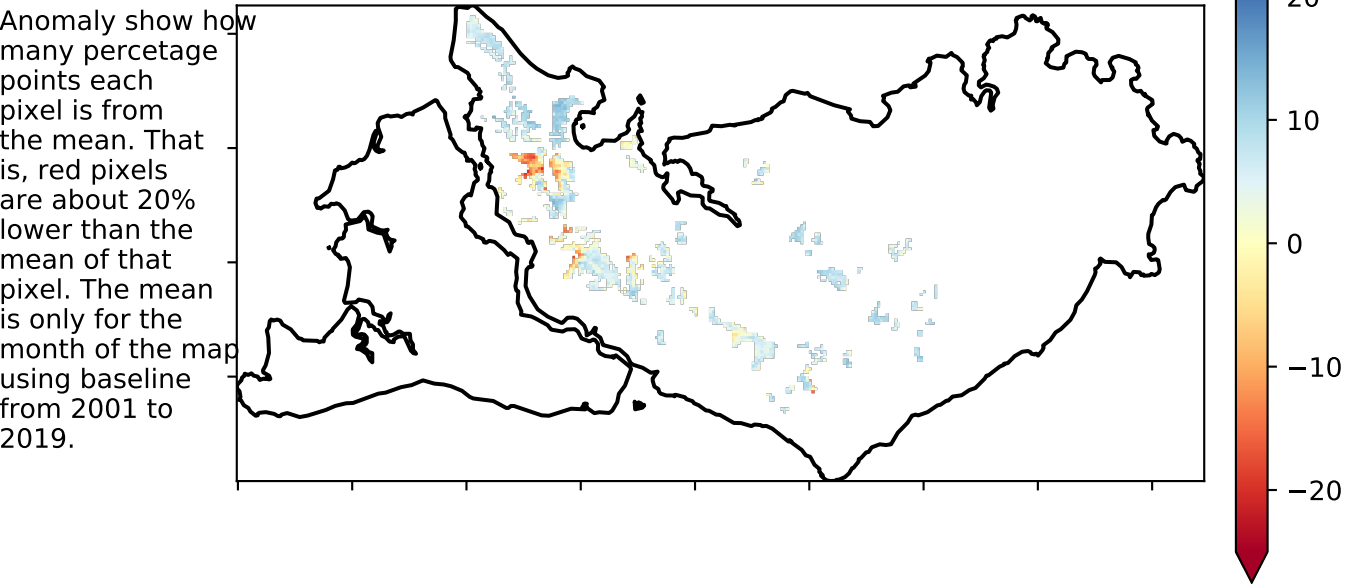 Anomaly show how
many percetage
points each
pixel is from
the mean. That
is, red pixels
are about 20%
lower than the
mean of that
pixel. The mean
is only for the
month of the map
using baseline
from 2001 to
2019.
20
10
0
−10
−20